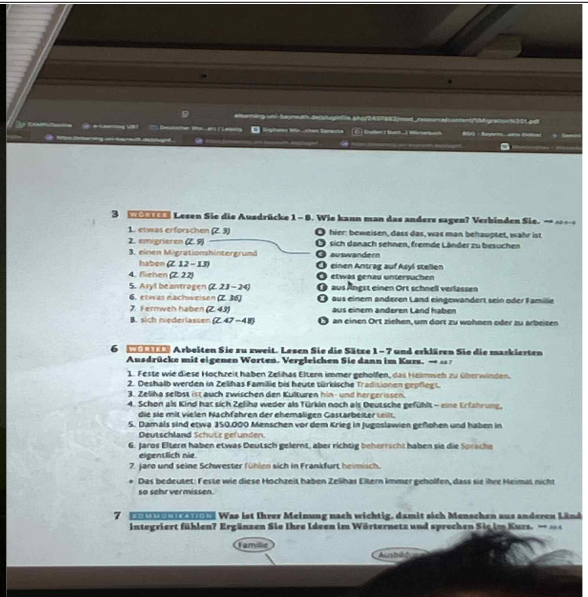 elearning.uni-bayreuth.de/pluginfile.php/
3 WÖRTER Lesen Sie die Ausdrücke 1 – 8. Wie kann man das anders sagen? Verbinden Sie.
1. etwas erforschen (Z. 3)
2. emigrieren (Z. 9)
3. einen Migrationshintergrund
haben (Z. 12–13)
4. fliehen (Z. 22)
5. Asyl beantragen (Z. 23–24)
6. etwas nachweisen (Z. 36)
7. Fernweh haben (Z. 43)
8. sich niederlassen (Z. 47–48)
a hier: beweisen, dass das, was man behauptet, wahr ist
b sich danach sehnen, fremde Länder zu besuchen
c auswandern
d einen Antrag auf Asyl stellen
e etwas genau untersuchen
f aus Angst einen Ort schnell verlassen
g aus einem anderen Land eingewandert sein oder Familie
aus einem anderen Land haben
h an einen Ort ziehen, um dort zu wohnen oder zu arbeiten
6 WÖRTER Arbeiten Sie zu zweit. Lesen Sie die Sätze 1 – 7 und erklären Sie die markierten
Ausdrücke mit eigenen Worten. Vergleichen Sie dann im Kurs.
1. Feste wie diese Hochzeit haben Zelihas Eltern immer geholfen, das Heimweh zu überwinden.
2. Deshalb werden in Zelihas Familie bis heute türkische Traditionen gepflegt.
3. Zeliha selbst ist auch zwischen den Kulturen hin- und hergerissen.
4. Schon als Kind hat sich Zeliha weder als Türkin noch als Deutsche gefühlt – eine Erfahrung,
die sie mit vielen Nachfahren der ehemaligen Gastarbeiter teilt.
5. Damals sind etwa 350.000 Menschen vor dem Krieg in Jugoslawien geflohen und haben in
Deutschland Schutz gefunden.
6. Jaros Eltern haben etwas Deutsch gelernt, aber richtig beherrscht haben sie die Sprache
eigentlich nie.
7. Jaro und seine Schwester fühlen sich in Frankfurt heimisch.
Das bedeutet: Feste wie diese Hochzeit haben Zelihas Eltern immer geholfen, dass sie ihre Heimat nicht
so sehr vermissen.
7 KOMMUNIKATION Was ist Ihrer Meinung nach wichtig, damit sich Menschen aus anderen Länd
integriert fühlen? Ergänzen Sie Ihre Ideen im Wörternetz und sprechen Sie im Kurs.
Familie
Ausbildu